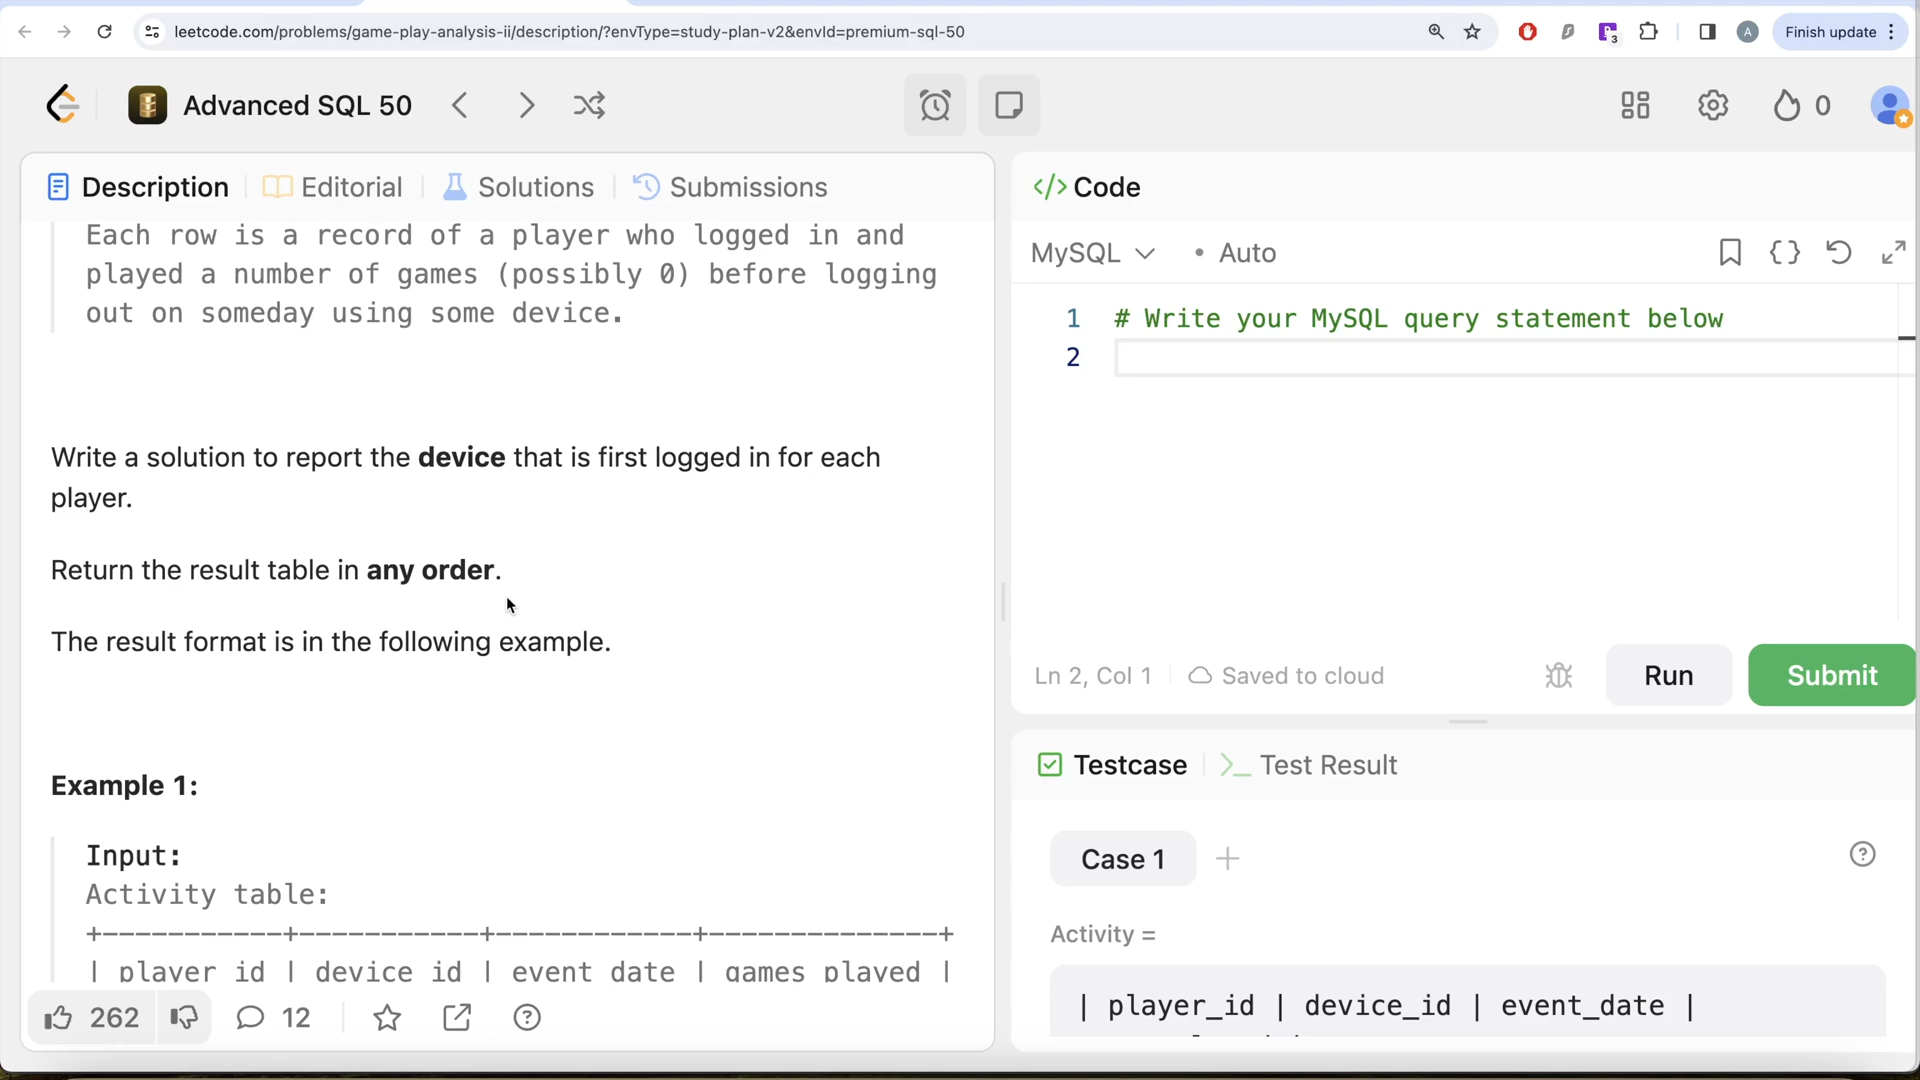 leetcode.com/problems/game-play-analysis-ii/description/?envType=study-plan-v2&envId=premium-sql-50
3
A
Finish update
Advanced SQL 50
0
Description
Editorial
Solutions
Submissions
Each row is a record of a player who logged in and
played a number of games (possibly 0) before logging
out on someday using some device.
Write a solution to report the device that is first logged in for each
player.
Return the result table in any order.
The result format is in the following example.
Example 1:
Input:
Activity table:
+-----------+-----------+------------+--------------+
| player_id | device_id | event_date | games_played |
262
12
</> Code
MySQL
• Auto
1 # Write your MySQL query statement below
2
Ln 2, Col 1
Saved to cloud
Run
Submit
Testcase
Test Result
Case 1
Activity =
| player_id | device_id | event_date |